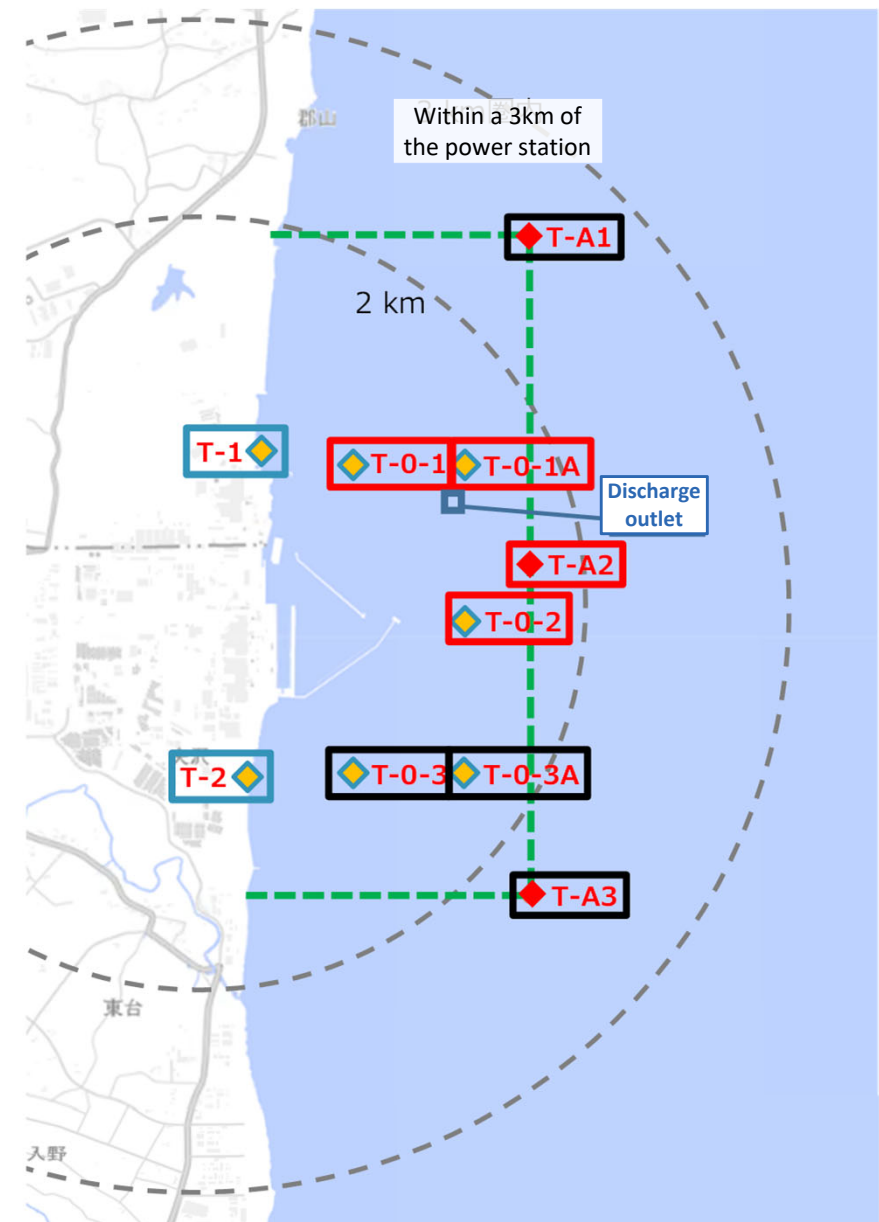 郡山
Within a 3km of
the power station
T-A1
2 km
T-1
T-0-1
T-0-1A
Discharge
outlet
T-A2
T-0-2
T-2
T-0-3
T-0-3A
T-A3
東台
入野